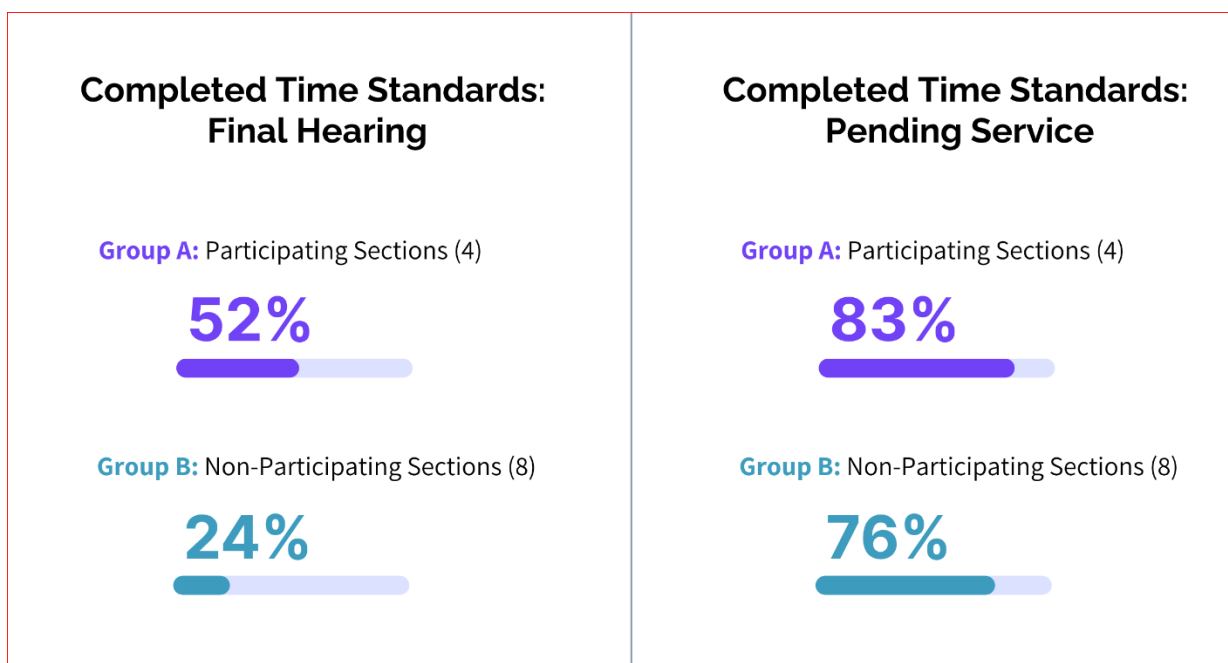 Completed Time Standards:
Final Hearing
Group A: Participating Sections (4)
52%
Group B: Non-Participating Sections (8)
24%
Completed Time Standards:
Pending Service
Group A: Participating Sections (4)
83%
Group B: Non-Participating Sections (8)
76%